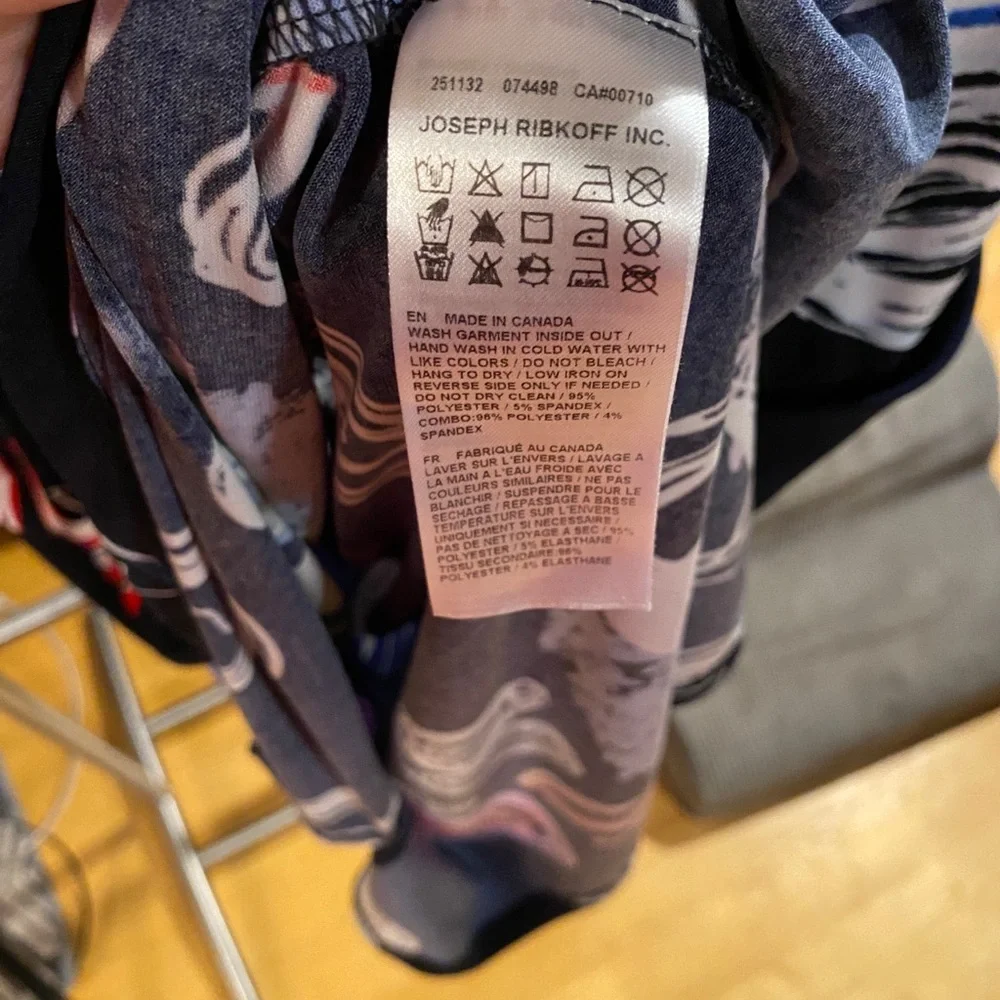 251132 074498 CA#00710
JOSEPH RIBKOFF INC.
EN MADE IN CANADA
WASH GARMENT INSIDE OUT /
HAND WASH IN COLD WATER WITH
LIKE COLORS / DO NOT BLEACH /
HANG TO DRY / LOW IRON ON
REVERSE SIDE ONLY IF NEEDED /
DO NOT DRY CLEAN / 95%
POLYESTER / 5% SPANDEX /
COMBO:96% POLYESTER / 4%
SPANDEX
FR FABRIQUÉ AU CANADA
LAVER SUR L'ENVERS / LAVAGE A
LA MAIN A L'EAU FROIDE AVEC
COULEURS SIMILAIRES / NE PAS
BLANCHIR / SUSPENDRE POUR LE
SECHAGE / REPASSAGE A BASSE
TEMPERATURE SUR L'ENVERS
UNIQUEMENT SI NECESSAIRE /
PAS DE NETTOYAGE A SEC / 95%
POLYESTER / 5% ELASTHANE /
TISSU SECONDAIRE:96%
POLYESTER / 4% ELASTHANE